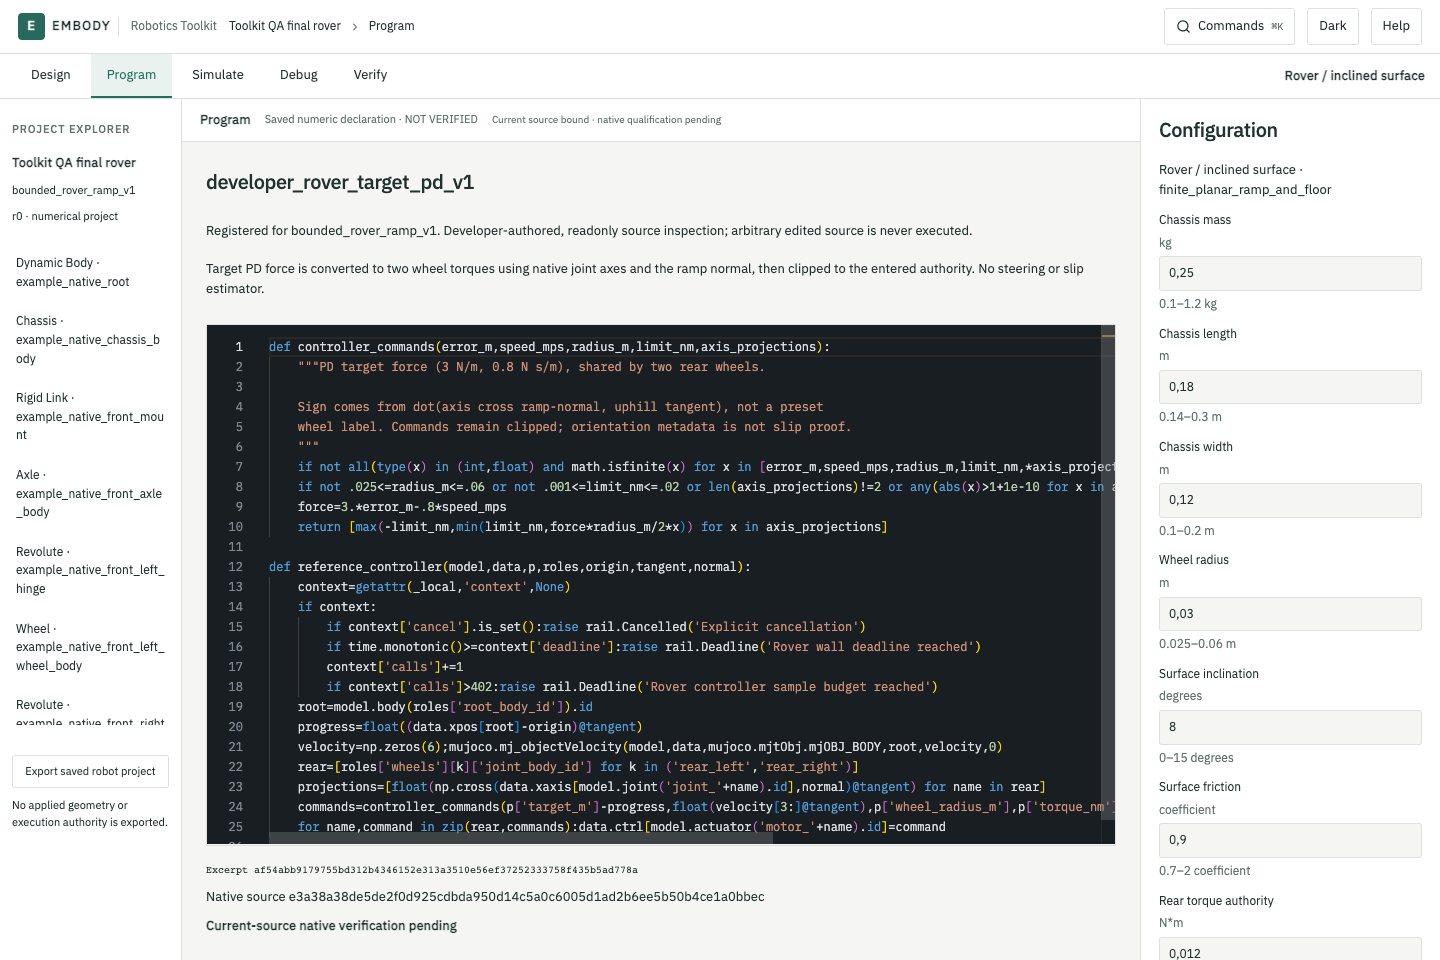 E EMBODY Robotics Toolkit Toolkit QA final rover › Program Commands ⌘K Dark Help
Design Program Simulate Debug Verify Rover / inclined surface
PROJECT EXPLORER
Toolkit QA final rover
bounded_rover_ramp_v1
r0 · numerical project
Dynamic Body ·
example_native_root
Chassis ·
example_native_chassis_b
ody
Rigid Link ·
example_native_front_mou
nt
Axle ·
example_native_front_axle
_body
Revolute ·
example_native_front_left_
hinge
Wheel ·
example_native_front_left_
wheel_body
Revolute ·
example_native_front_right
Export saved robot project
No applied geometry or
execution authority is exported.
Program Saved numeric declaration · NOT VERIFIED Current source bound · native qualification pending
developer_rover_target_pd_v1
Registered for bounded_rover_ramp_v1. Developer-authored, readonly source inspection; arbitrary edited source is never executed.
Target PD force is converted to two wheel torques using native joint axes and the ramp normal, then clipped to the entered authority. No steering or slip
estimator.
1 def controller_commands(error_m,speed_mps,radius_m,limit_nm,axis_projections):
2 """PD target force (3 N/m, 0.8 N s/m), shared by two rear wheels.
3
4 Sign comes from dot(axis cross ramp-normal, uphill tangent), not a preset
5 wheel label. Commands remain clipped; orientation metadata is not slip proof.
6 """
7 if not all(type(x) in (int,float) and math.isfinite(x) for x in [error_m,speed_mps,radius_m,limit_nm,*axis_project
8 if not .025<=radius_m<=.06 or not .001<=limit_nm<=.02 or len(axis_projections)!=2 or any(abs(x)>1+1e-10 for x in a
9 force=3.*error_m-.8*speed_mps
10 return [max(-limit_nm,min(limit_nm,force*radius_m/2*x)) for x in axis_projections]
11
12 def reference_controller(model,data,p,roles,origin,tangent,normal):
13 context=getattr(_local,'context',None)
14 if context:
15 if context['cancel'].is_set():raise rail.Cancelled('Explicit cancellation')
16 if time.monotonic()>=context['deadline']:raise rail.Deadline('Rover wall deadline reached')
17 context['calls']+=1
18 if context['calls']>402:raise rail.Deadline('Rover controller sample budget reached')
19 root=model.body(roles['root_body_id']).id
20 progress=float((data.xpos[root]-origin)@tangent)
21 velocity=np.zeros(6);mujoco.mj_objectVelocity(model,data,mujoco.mjtObj.mjOBJ_BODY,root,velocity,0)
22 rear=[roles['wheels'][k]['joint_body_id'] for k in ('rear_left','rear_right')]
23 projections=[float(np.cross(data.xaxis[model.joint('joint_'+name).id],normal)@tangent) for name in rear]
24 commands=controller_commands(p['target_m']-progress,float(velocity[3:]@tangent),p['wheel_radius_m'],p['torque_nm']
25 for name,command in zip(rear,commands):data.ctrl[model.actuator('motor_'+name).id]=command
Excerpt af54abb9179755bd312b4346152e313a3510e56ef37252333758f435b5ad778a
Native source e3a38a38de5de2f0d925cdbda950d14c5a0c6005d1ad2b6ee5b50b4ce1a0bbec
Current-source native verification pending
Configuration
Rover / inclined surface ·
finite_planar_ramp_and_floor
Chassis mass
kg
0,25
0.1–1.2 kg
Chassis length
m
0,18
0.14–0.3 m
Chassis width
m
0,12
0.1–0.2 m
Wheel radius
m
0,03
0.025–0.06 m
Surface inclination
degrees
8
0–15 degrees
Surface friction
coefficient
0,9
0.7–2 coefficient
Rear torque authority
N*m
0,012